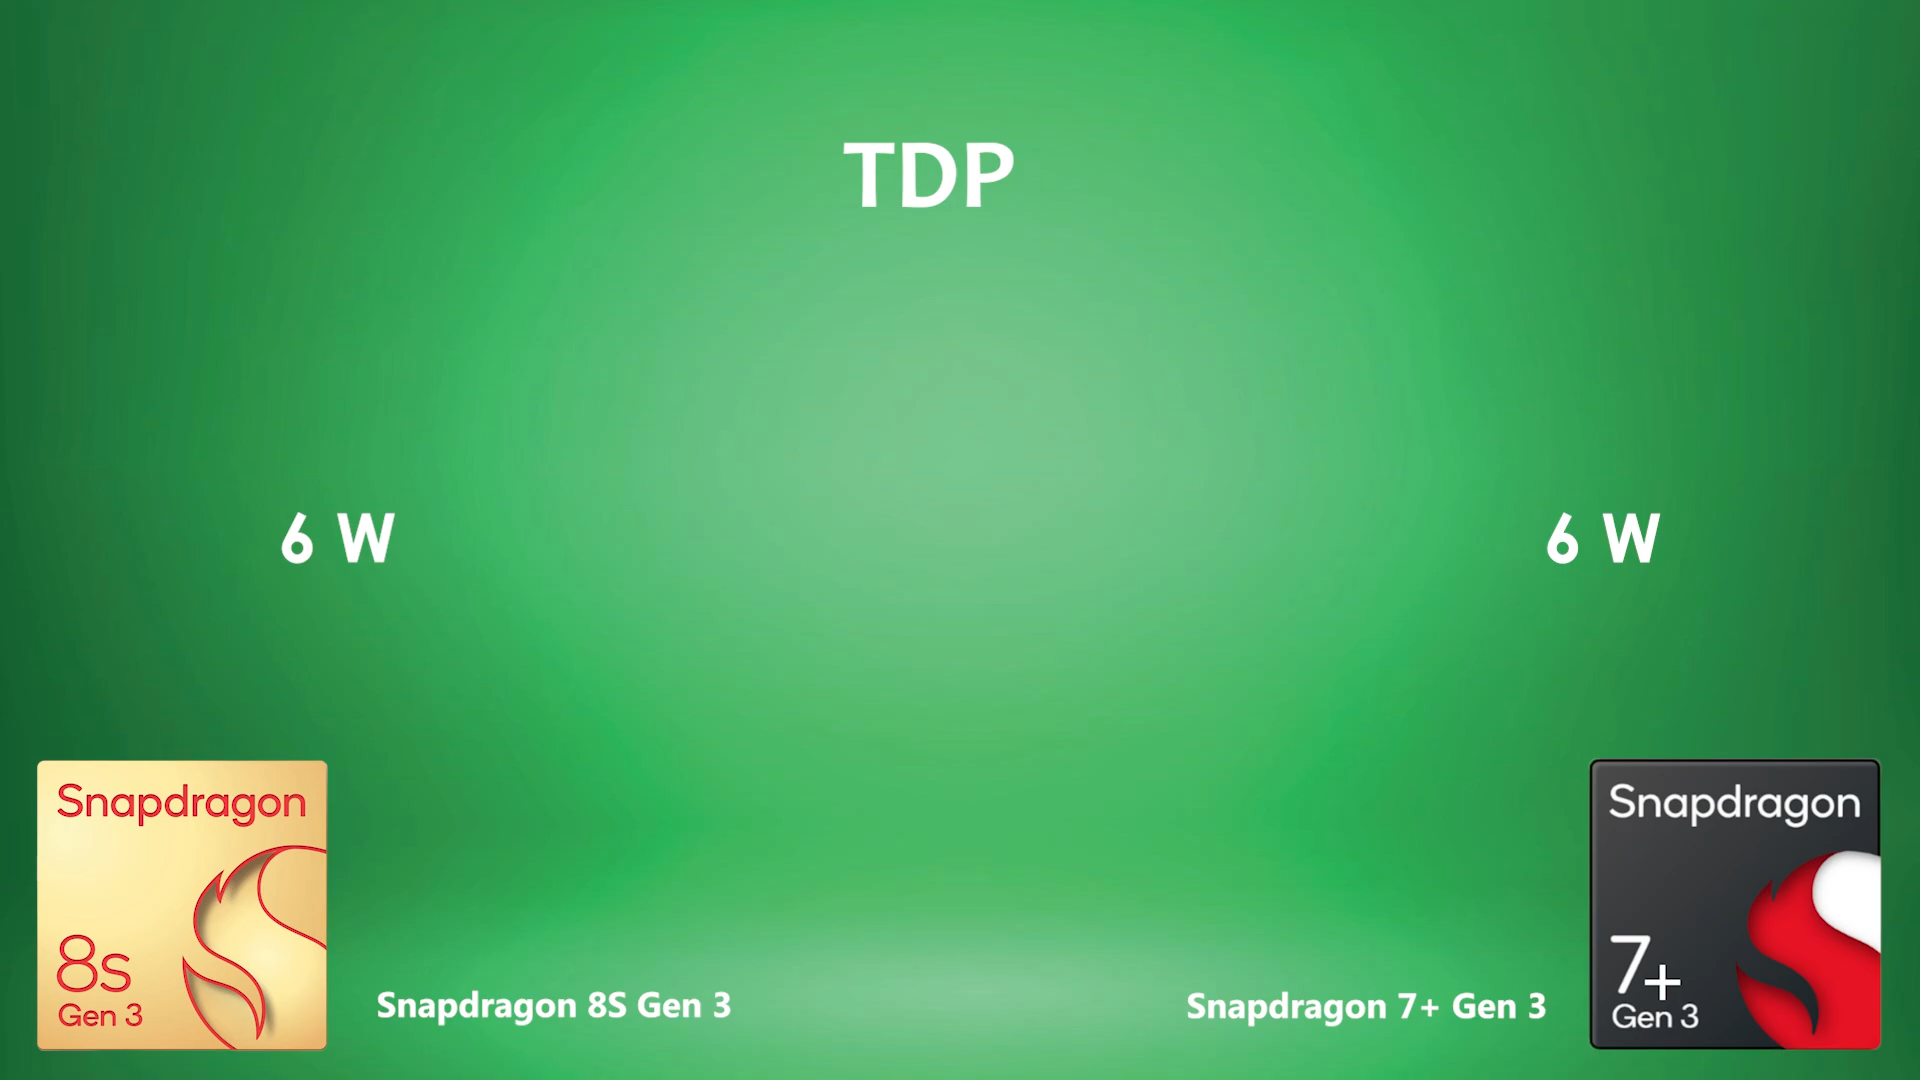 TDP
6 W
6 W
Snapdragon
8s
Gen 3
Snapdragon 8S Gen 3
Snapdragon 7+ Gen 3
Snapdragon
7+
Gen 3